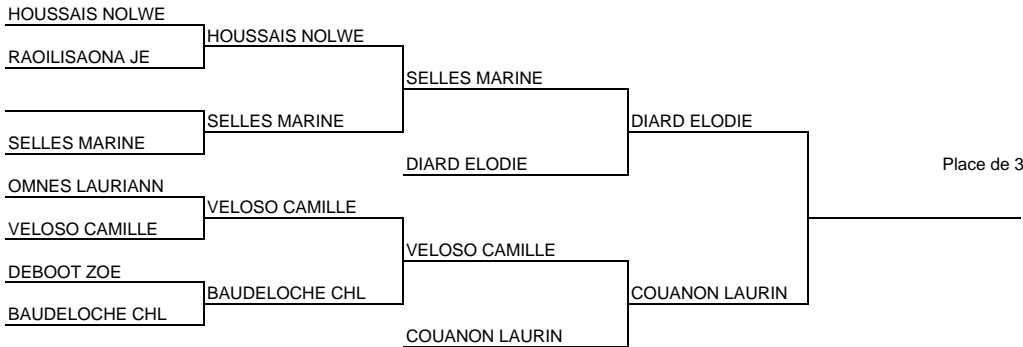 HOUSSAIS NOLWE
RAOILISAONA JE
SELLES MARINE
OMNES LAURIANN
VELOSO CAMILLE
DEBOOT ZOE
BAUDELOCHE CHL
HOUSSAIS NOLWE
SELLES MARINE
VELOSO CAMILLE
BAUDELOCHE CHL
SELLES MARINE
DIARD ELODIE
VELOSO CAMILLE
COUANON LAURIN
DIARD ELODIE
COUANON LAURIN
Place de 3